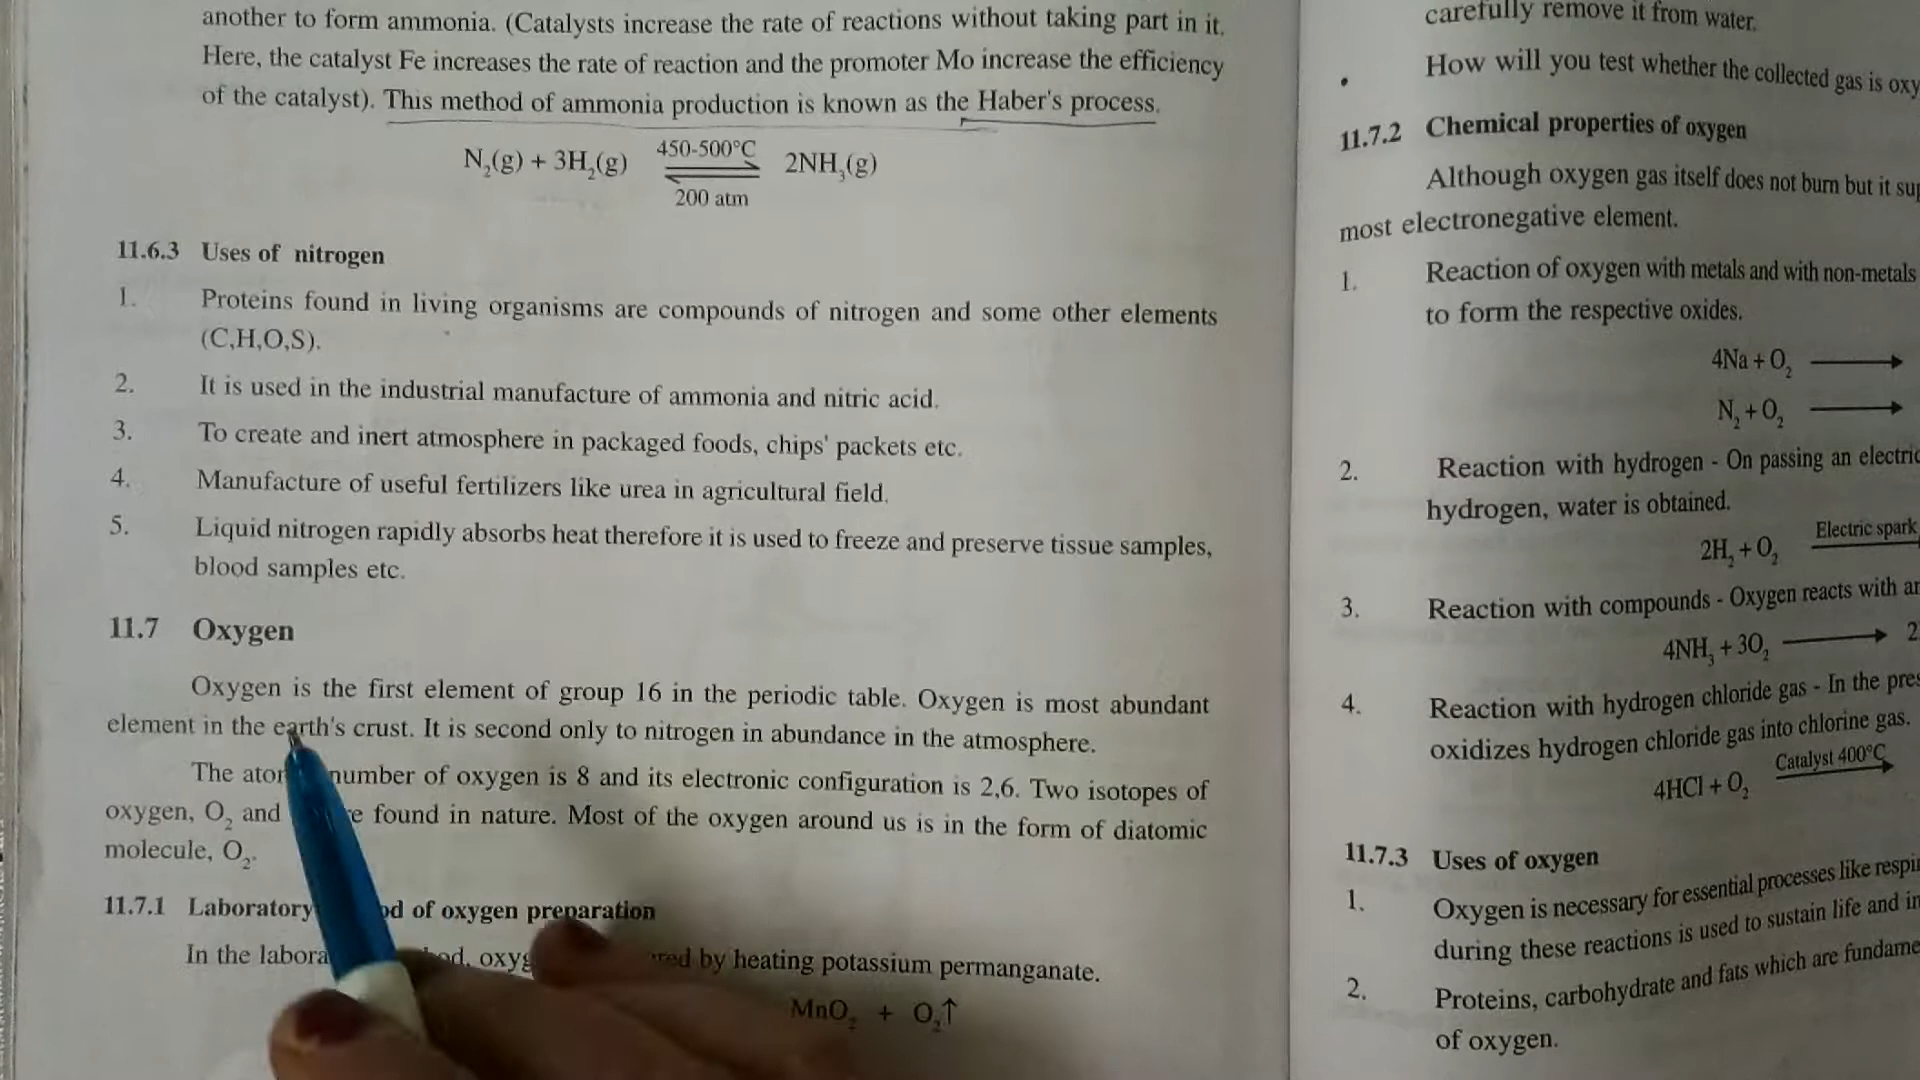 another to form ammonia. (Catalysts increase the rate of reactions without taking part in it.
Here, the catalyst Fe increases the rate of reaction and the promoter Mo increase the efficiency
of the catalyst). This method of ammonia production is known as the Haber's process.
N₂(g) + 3H₂(g) 450-500°C 200 atm 2NH₃(g)
11.6.3 Uses of nitrogen
1. Proteins found in living organisms are compounds of nitrogen and some other elements
(C,H,O,S).
2. It is used in the industrial manufacture of ammonia and nitric acid.
3. To create and inert atmosphere in packaged foods, chips' packets etc.
4. Manufacture of useful fertilizers like urea in agricultural field.
5. Liquid nitrogen rapidly absorbs heat therefore it is used to freeze and preserve tissue samples,
blood samples etc.
11.7 Oxygen
Oxygen is the first element of group 16 in the periodic table. Oxygen is most abundant
element in the earth's crust. It is second only to nitrogen in abundance in the atmosphere.
The number of oxygen is 8 and its electronic configuration is 2,6. Two isotopes of
oxygen, O₂ and found in nature. Most of the oxygen around us is in the form of diatomic
molecule, O₂.
11.7.1 Laboratory of oxygen preparation
In the by heating potassium permanganate.
MnO₂ + O₂↑
carefully remove it from water.
• How will you test whether the collected gas is
11.7.2 Chemical properties of oxygen
Although oxygen gas itself does not burn but it
most electronegative element.
1. Reaction of oxygen with metals and with non-metals
to form the respective oxides.
4Na + O₂ ⟶
N₂ + O₂ ⟶
2. Reaction with hydrogen - On passing an
hydrogen, water is obtained.
2H₂ + O₂ Electric spark
3. Reaction with compounds - Oxygen reacts with
4NH₃ + 3O₂ ⟶ 2
4. Reaction with hydrogen chloride gas - In the
oxidizes hydrogen chloride gas into chlorine gas.
4HCl + O₂ Catalyst 400°C ⟶
11.7.3 Uses of oxygen
1. Oxygen is necessary for essential processes like
during these reactions is used to sustain life and
2. Proteins, carbohydrate and fats which are
of oxygen.